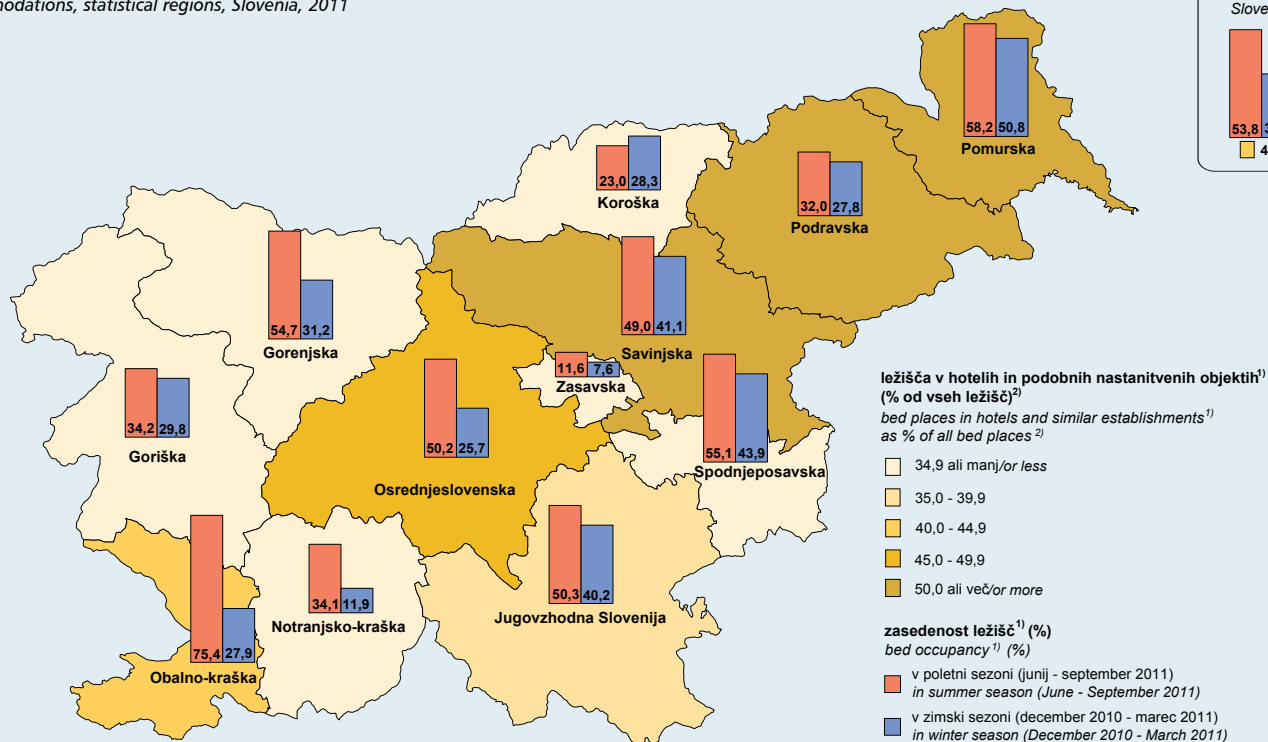 statistical regions, Slovenia, 2011
53,8
58,2 50,8
Pomurska
23,0 28,3
Koroška
32,0 27,8
Podravska
54,7 31,2
Gorenjska
49,0 41,1
Savinjska
11,6 7,6
Zasavska
34,2 29,8
Goriška
50,2 25,7
Osrednjeslovenska
55,1 43,9
Spodnjeposavska
75,4 27,9
Obalno-kraška
34,1 11,9
Notranjsko-kraška
50,3 40,2
Jugovzhodna Slovenija
ležišča v hotelih in podobnih nastanitvenih objektih¹⁾
(% od vseh ležišč)²⁾
bed places in hotels and similar establishments¹⁾
as % of all bed places ²⁾
34,9 ali manj/or less
35,0 - 39,9
40,0 - 44,9
45,0 - 49,9
50,0 ali več/or more
zasedenost ležišč¹⁾ (%)
bed occupancy¹⁾ (%)
v poletni sezoni (junij - september 2011)
in summer season (June - September 2011)
v zimski sezoni (december 2010 - marec 2011)
in winter season (December 2010 - March 2011)